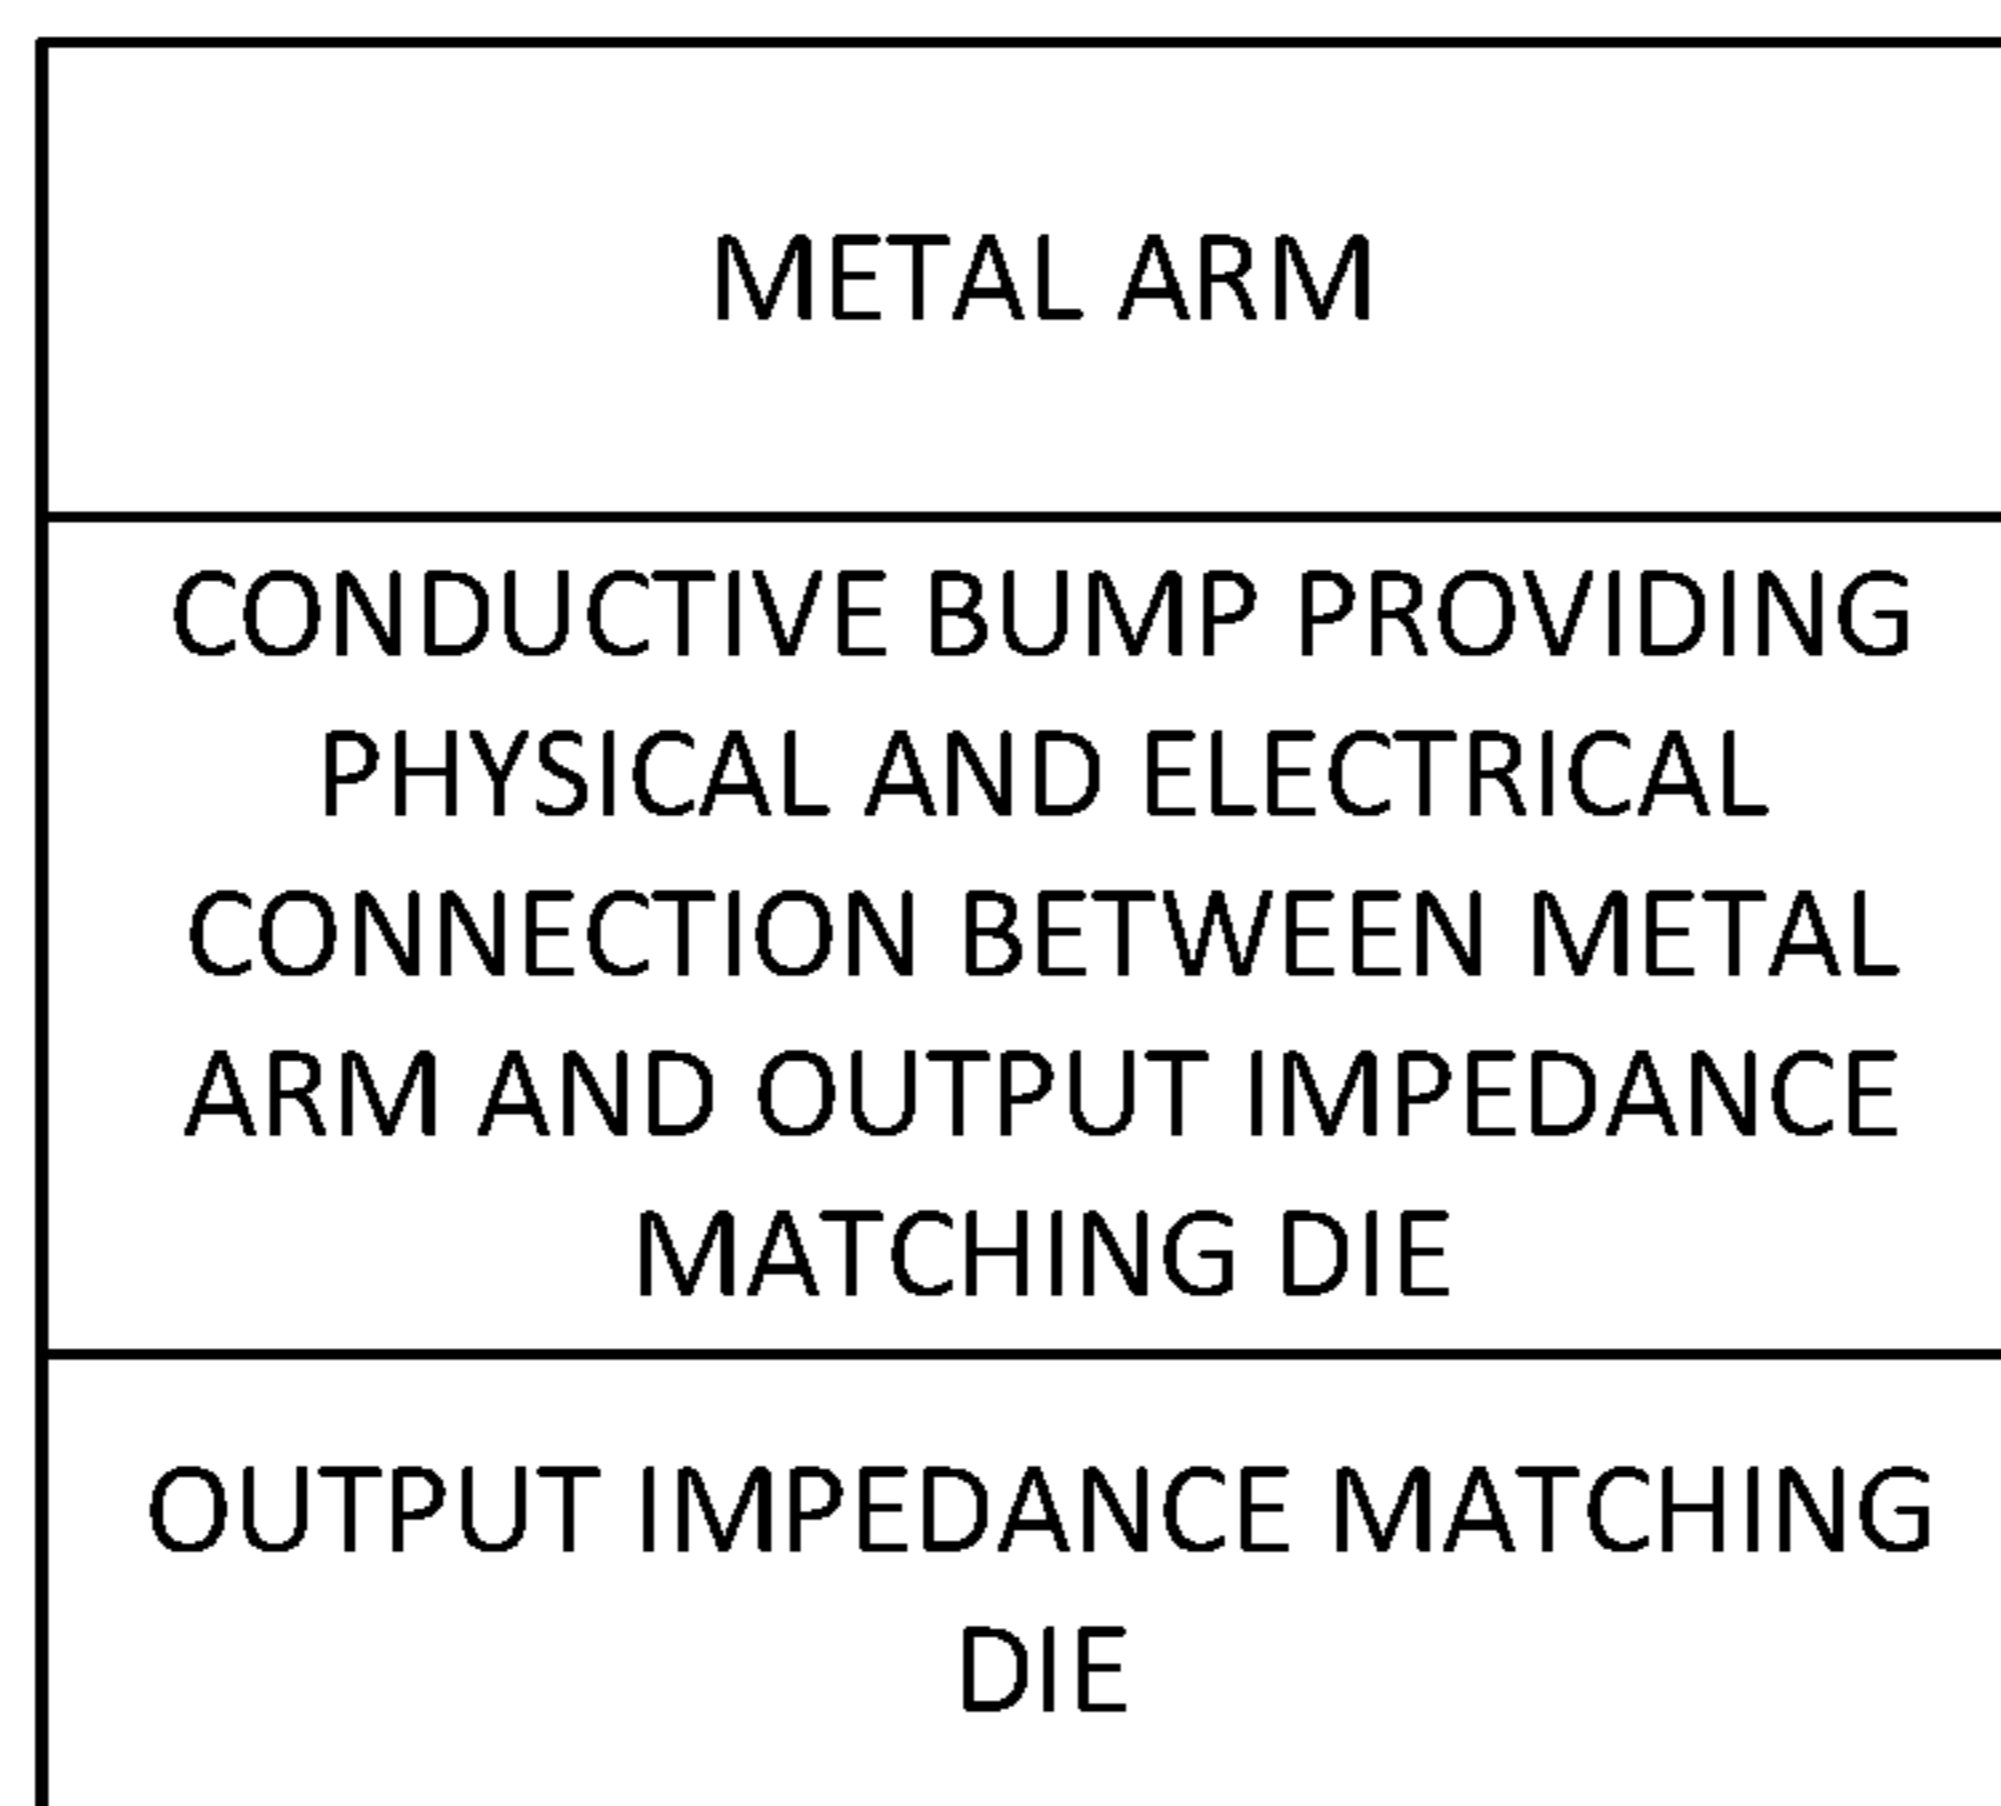 METAL ARM
CONDUCTIVE BUMP PROVIDING
PHYSICAL AND ELECTRICAL
CONNECTION BETWEEN METAL
ARM AND OUTPUT IMPEDANCE
MATCHING DIE
OUTPUT IMPEDANCE MATCHING
DIE